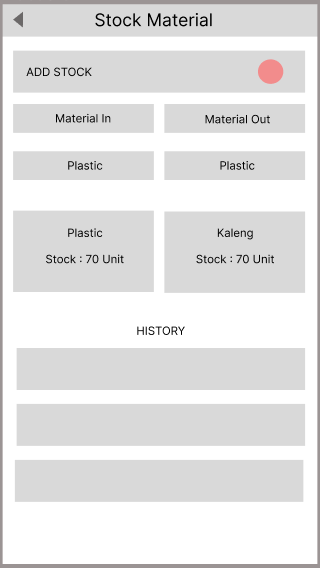 Stock Material
ADD STOCK
Material In
Material Out
Plastic
Plastic
Plastic
Stock : 70 Unit
Kaleng
Stock : 70 Unit
HISTORY